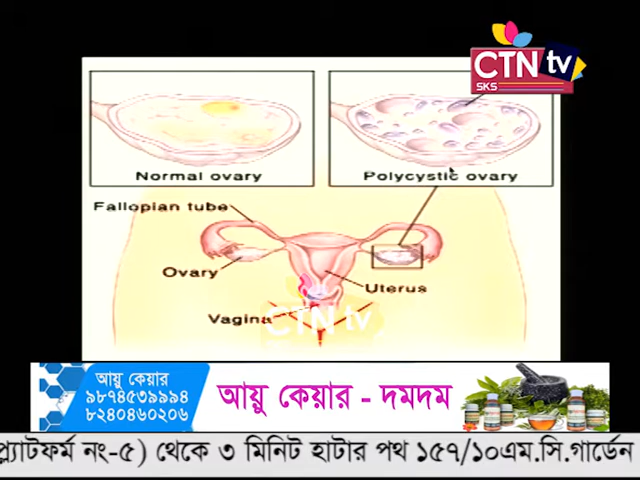 CTN tv
SKS
Normal ovary
Polycystic ovary
Fallopian tube
Ovary
Uterus
Vagina
CTN tv
আয়ু কেয়ার
৯৮৭৪৫৩৯৯৯৪
৮২৪০৪৬০২০৬
আয়ু কেয়ার - দমদম
প্ল্যাটফর্ম নং-৫) থেকে ৩ মিনিট হাটার পথ ১৫৭/১০এম.সি.গার্ডেন